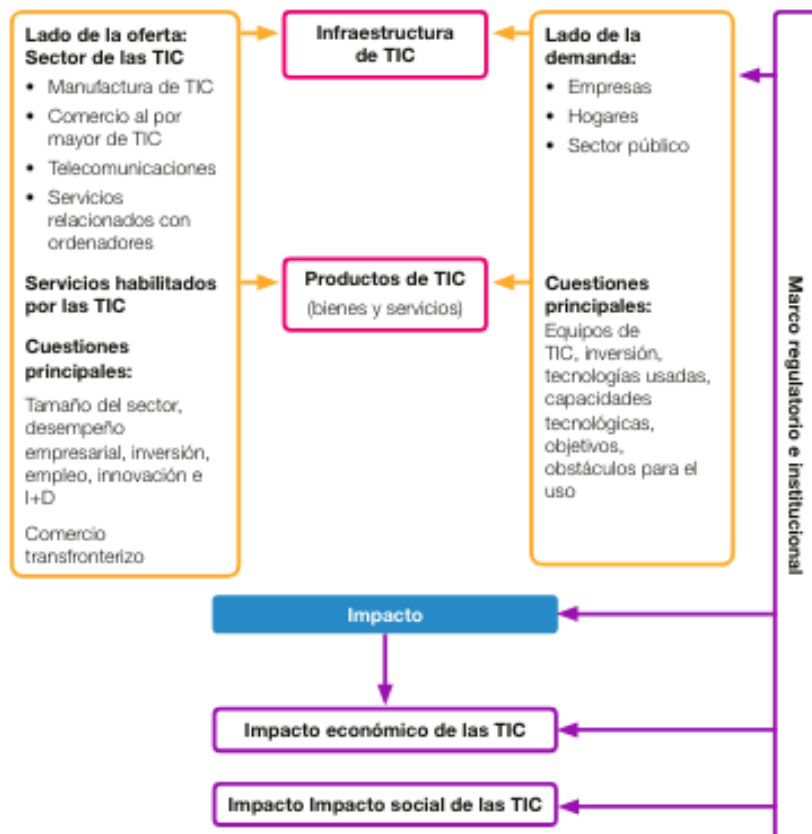 Lado de la oferta:
Sector de las TIC
• Manufactura de TIC
• Comercio al por
mayor de TIC
• Telecomunicaciones
• Servicios
relacionados con
ordenadores
Servicios habilitados
por las TIC
Cuestiones
principales:
Tamaño del sector,
desempeño
empresarial, inversión,
empleo, innovación e
I+D
Comercio
transfronterizo
Infraestructura
de TIC
Productos de TIC
(bienes y servicios)
Lado de la
demanda:
• Empresas
• Hogares
• Sector público
Cuestiones
principales:
Equipos de
TIC, inversión,
tecnologías usadas,
capacidades
tecnológicas,
objetivos,
obstáculos para el
uso
Marco regulatorio e institucional
Impacto
Impacto económico de las TIC
Impacto Impacto social de las TIC